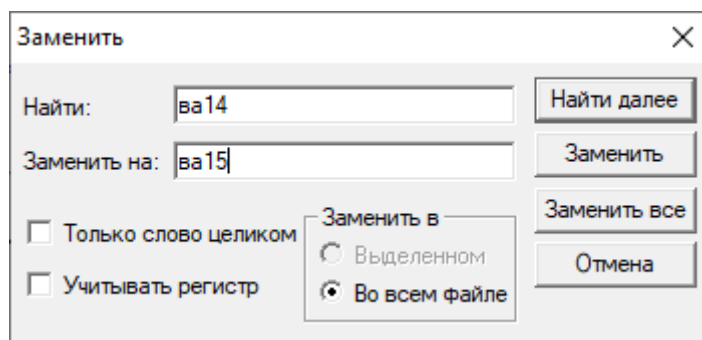 Заменить
Найти: ва14 Найти далее
Заменить на: ва15 Заменить
Заменить все
Только слово целиком Заменить в
Выделенном Отмена
Учитывать регистр Во всем файле